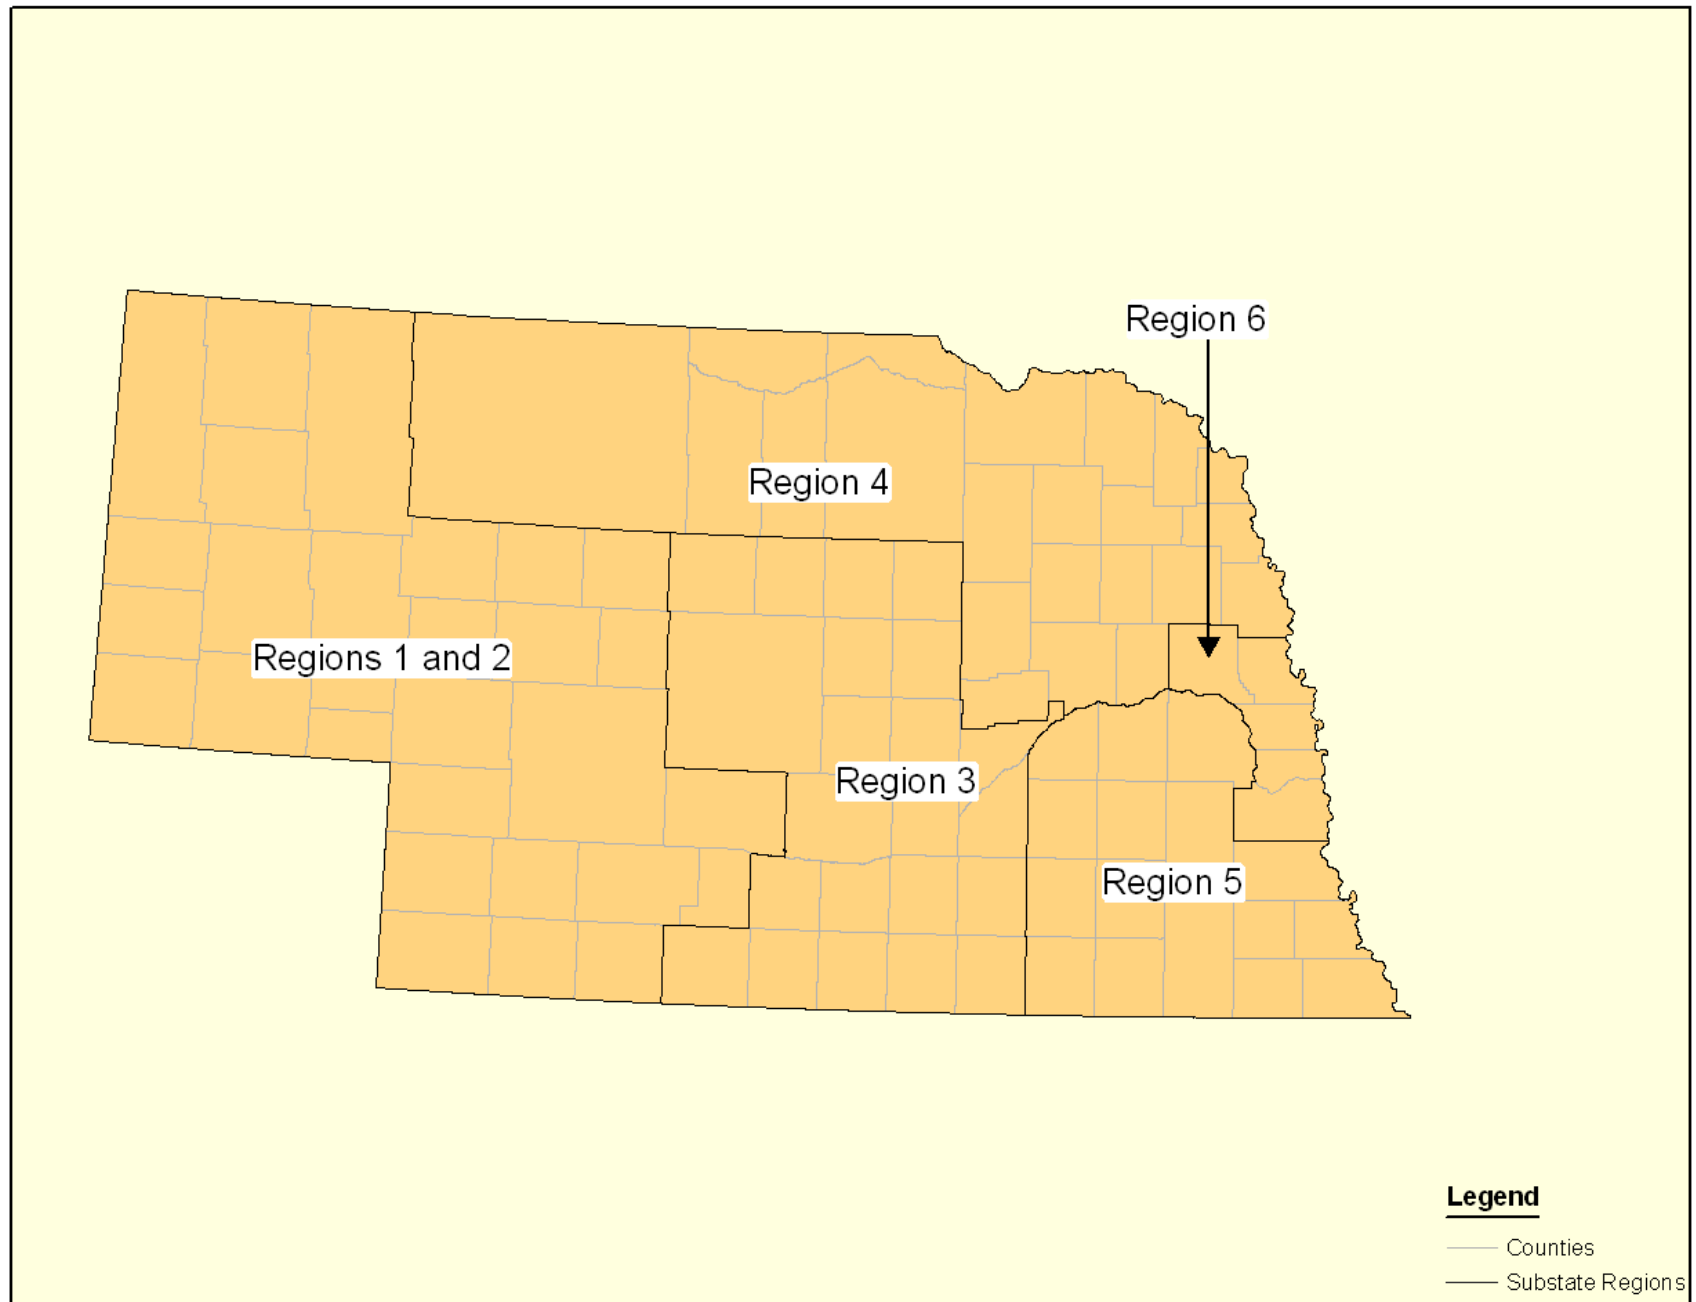 Region 6
Region 4
Regions 1 and 2
Region 3
Region 5
Legend
Counties
Substate Regions